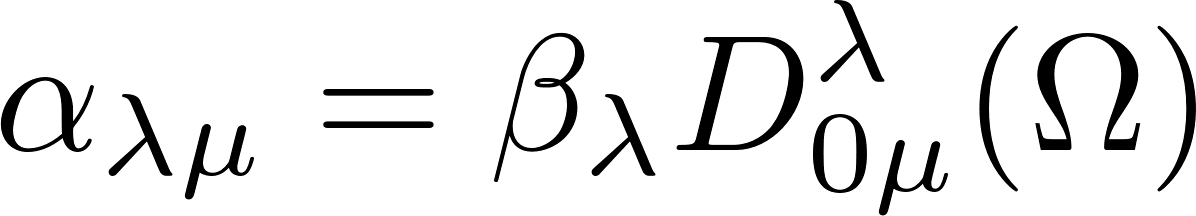 α_{λμ} = β_λ D^λ_{0μ}(Ω)